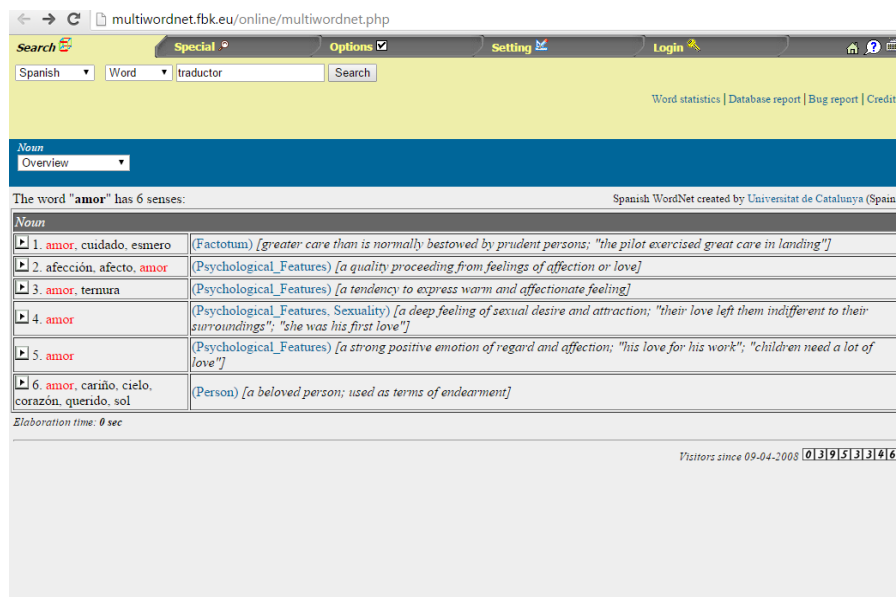 multiwordnet.fbk.eu/online/multiwordnet.php
Search Special Options Setting Login
Spanish Word traductor Search
Word statistics | Database report | Bug report | Credit
Noun
Overview
The word "amor" has 6 senses: Spanish WordNet created by Universitat de Catalunya (Spain
Noun
1. amor, cuidado, esmero (Factotum) [greater care than is normally bestowed by prudent persons; "the pilot exercised great care in landing"]
2. afección, afecto, amor (Psychological_Features) [a quality proceeding from feelings of affection or love]
3. amor, ternura (Psychological_Features) [a tendency to express warm and affectionate feeling]
4. amor (Psychological_Features, Sexuality) [a deep feeling of sexual desire and attraction; "their love left them indifferent to their
surroundings"; "she was his first love"]
5. amor (Psychological_Features) [a strong positive emotion of regard and affection; "his love for his work"; "children need a lot of
love"]
6. amor, cariño, cielo,
corazón, querido, sol (Person) [a beloved person; used as terms of endearment]
Elaboration time: 0 sec
Visitors since 09-04-2008 03953346